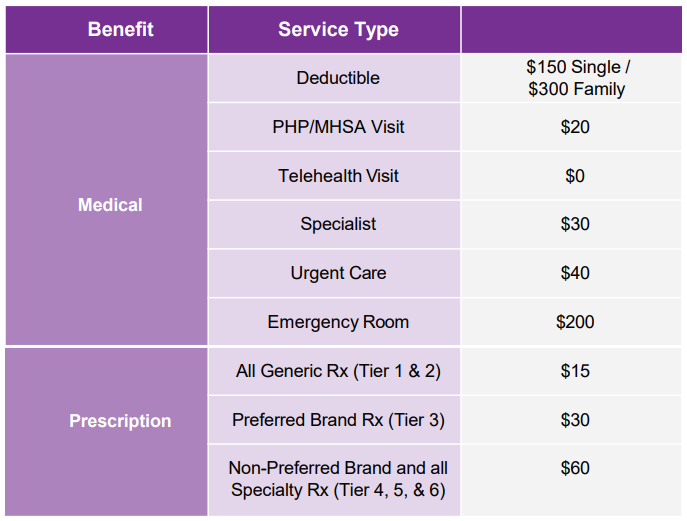 Benefit
Service Type
Medical
Deductible
$150 Single /
$300 Family
PHP/MHSA Visit
$20
Telehealth Visit
$0
Specialist
$30
Urgent Care
$40
Emergency Room
$200
Prescription
All Generic Rx (Tier 1 & 2)
$15
Preferred Brand Rx (Tier 3)
$30
Non-Preferred Brand and all
Specialty Rx (Tier 4, 5, & 6)
$60